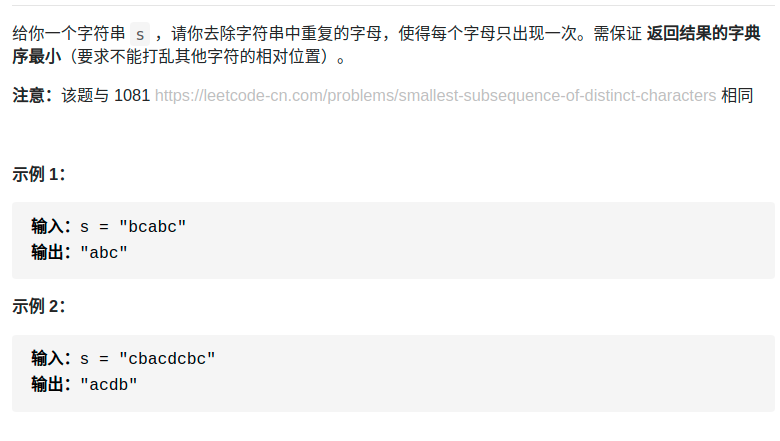 给你一个字符串 s ，请你去除字符串中重复的字母，使得每个字母只出现一次。需保证 返回结果的字典
序最小（要求不能打乱其他字符的相对位置）。
注意：该题与 1081 https://leetcode-cn.com/problems/smallest-subsequence-of-distinct-characters 相同
示例 1：
输入：s = "bcabc"
输出："abc"
示例 2：
输入：s = "cbacdcbc"
输出："acdb"